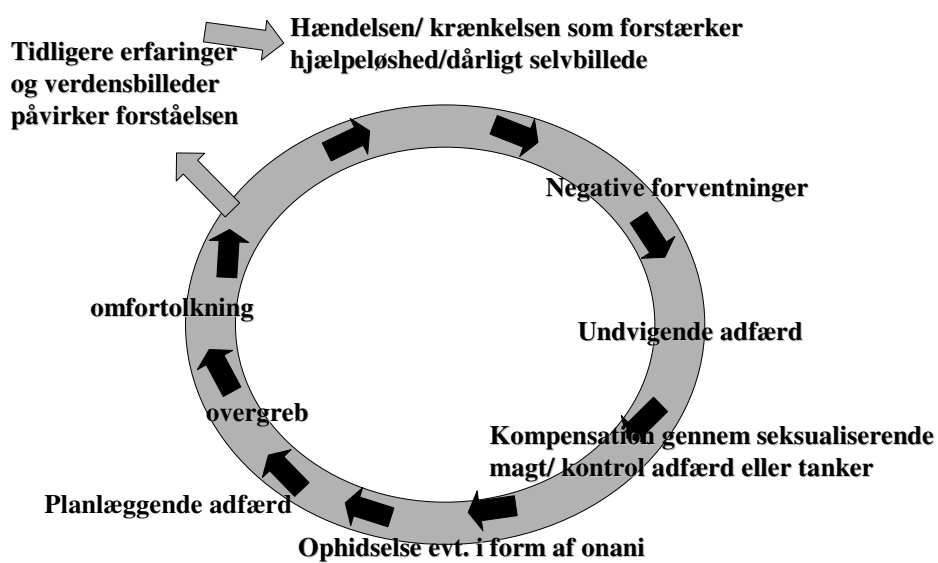 Tidligere erfaringer
og verdensbilleder
påvirker forståelsen
Hændelsen/ krænkelsen som forstærker
hjælpeløshed/dårligt selvbillede
Negative forventninger
Undvigende adfærd
Kompensation gennem seksualiserende
magt/ kontrol adfærd eller tanker
Ophidselse evt. i form af onani
Planlæggende adfærd
overgreb
omfortolkning